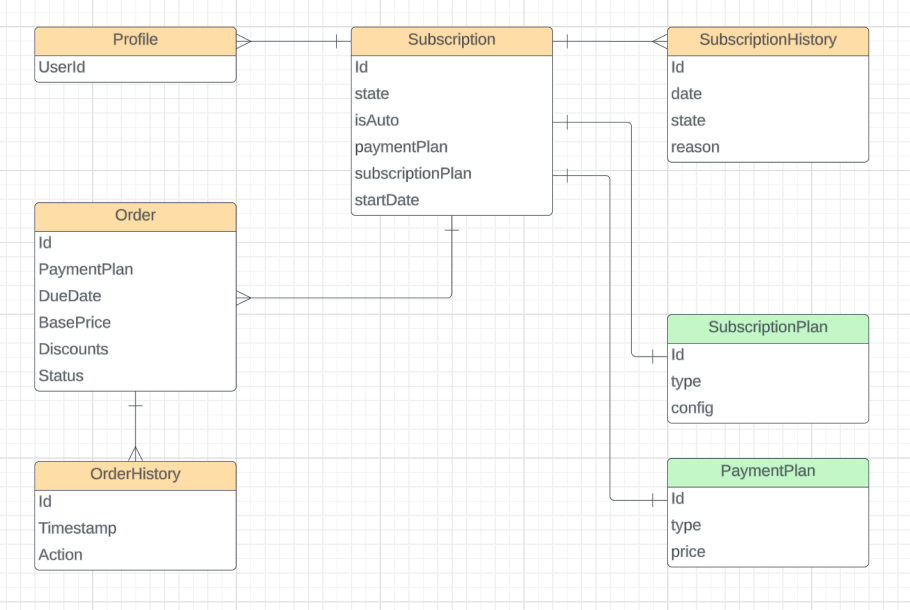 Profile
UserId
Subscription
Id
state
isAuto
paymentPlan
subscriptionPlan
startDate
SubscriptionHistory
Id
date
state
reason
Order
Id
PaymentPlan
DueDate
BasePrice
Discounts
Status
SubscriptionPlan
Id
type
config
OrderHistory
Id
Timestamp
Action
PaymentPlan
Id
type
price